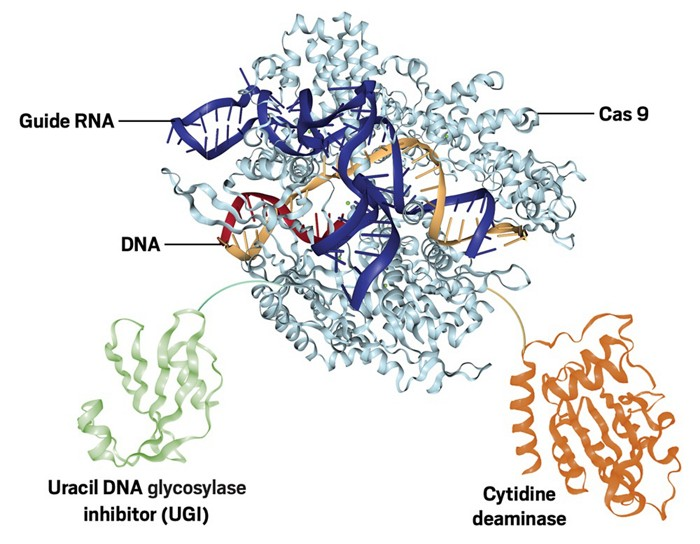 Guide RNA
Cas 9
DNA
Uracil DNA glycosylase
inhibitor (UGI)
Cytidine
deaminase